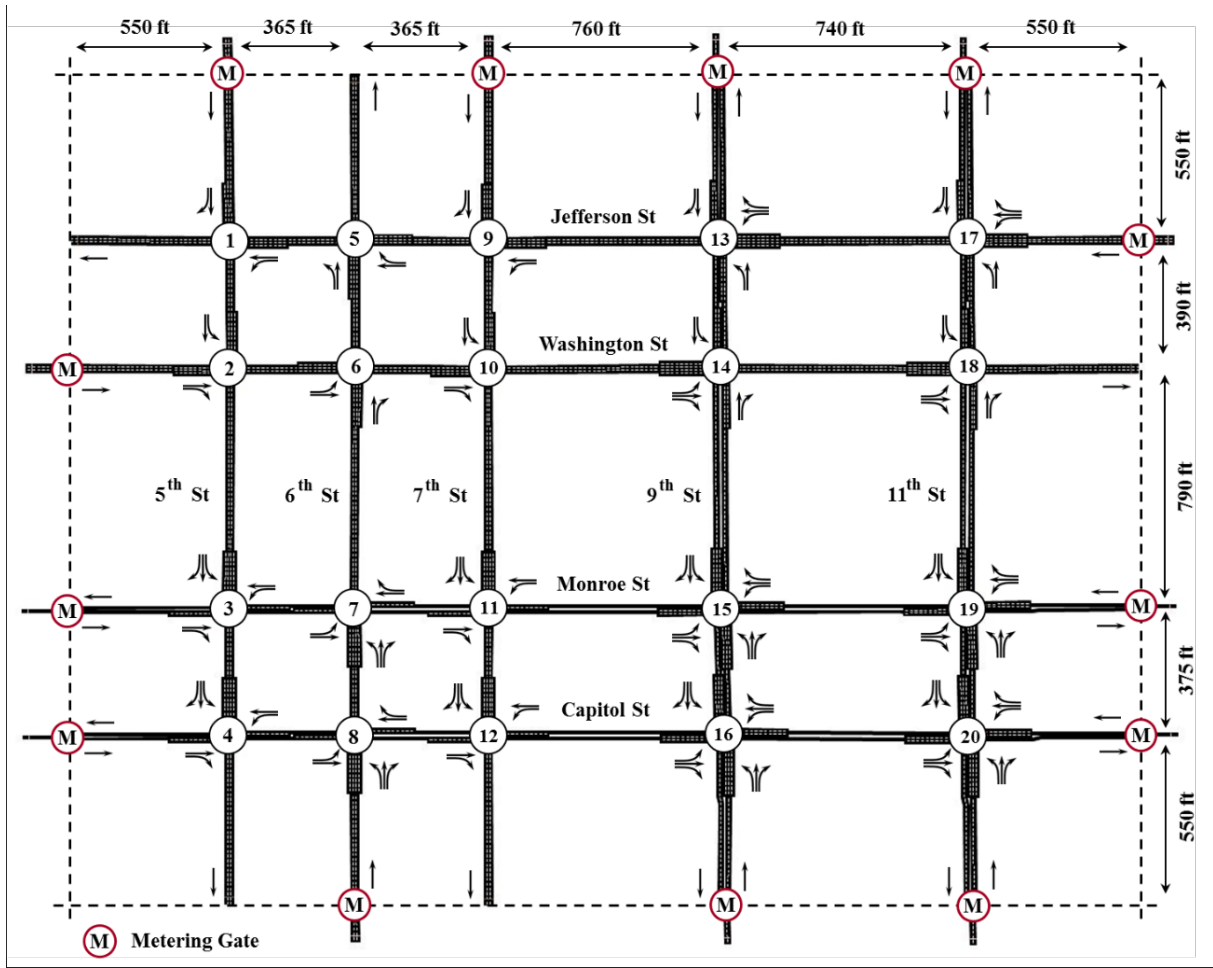 550 ft 365 ft 365 ft 760 ft 740 ft 550 ft
M M M M
550 ft
Jefferson St
1 5 9 13 17 M
390 ft
Washington St
M 2 6 10 14 18
5th St 6th St 7th St 9th St 11th St
790 ft
Monroe St
M 3 7 11 15 19 M
375 ft
Capitol St
M 4 8 12 16 20 M
550 ft
M M M
M Metering Gate